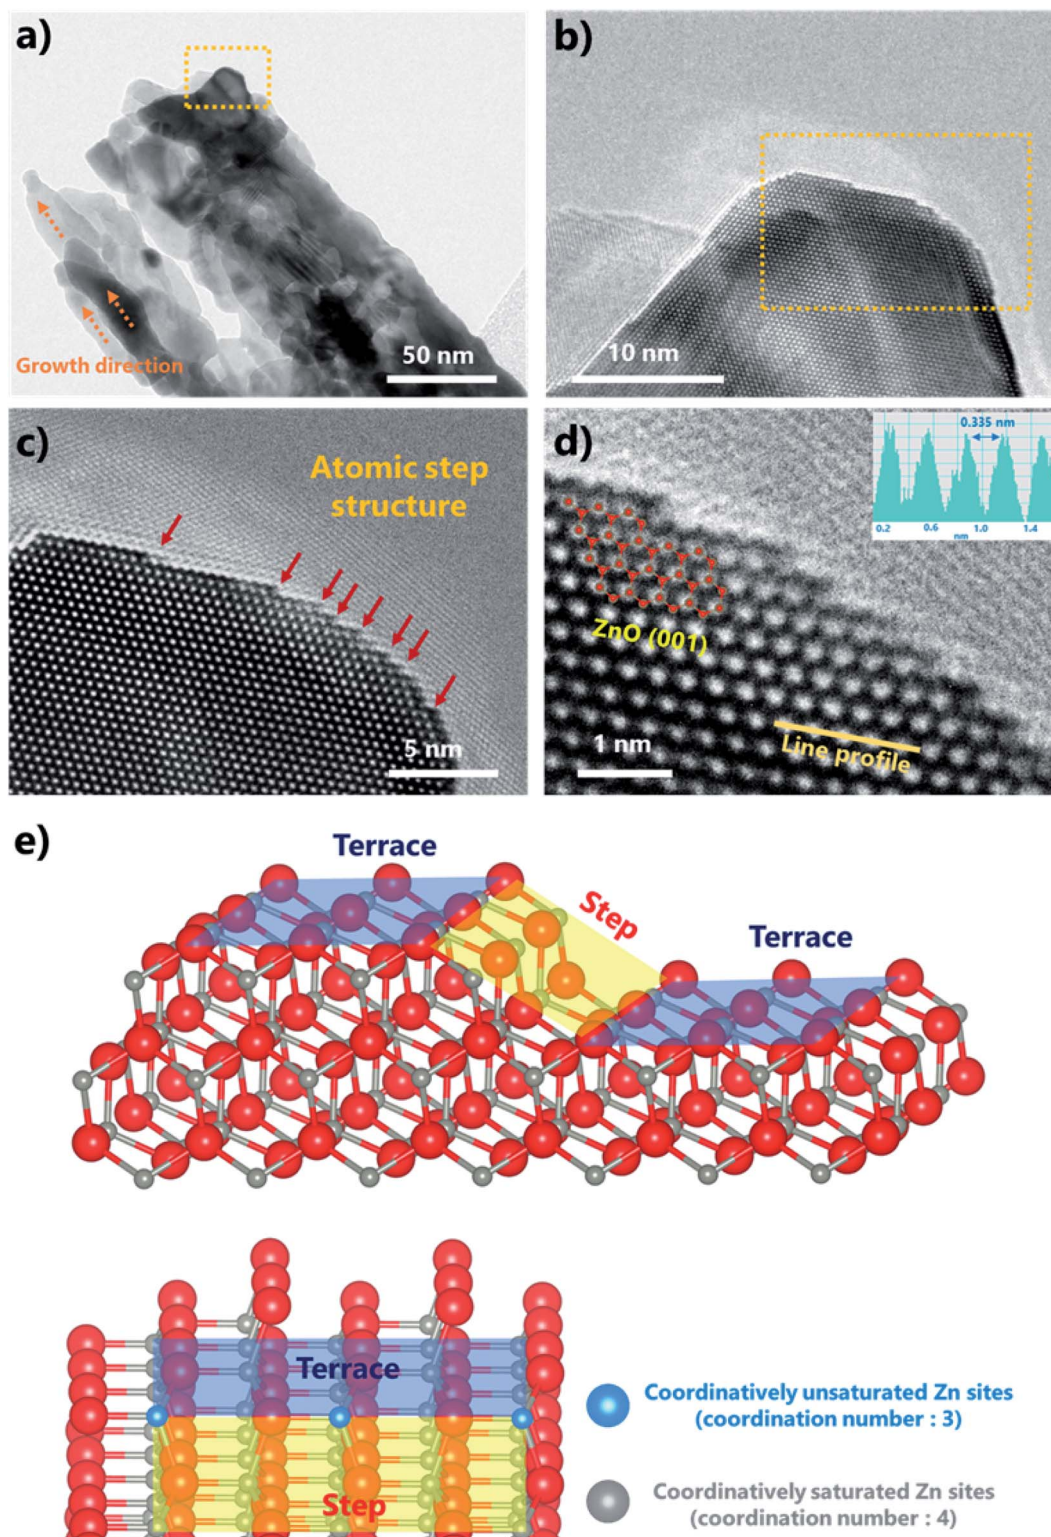 a)
50 nm
Growth direction
b)
10 nm
c)
Atomic step
structure
5 nm
d)
0.335 nm
0.2 0.6 1.0 1.4
nm
ZnO (001)
Line profile
1 nm
e)
Terrace
Step
Terrace
Terrace
Step
Coordinatively unsaturated Zn sites
(coordination number : 3)
Coordinatively saturated Zn sites
(coordination number : 4)